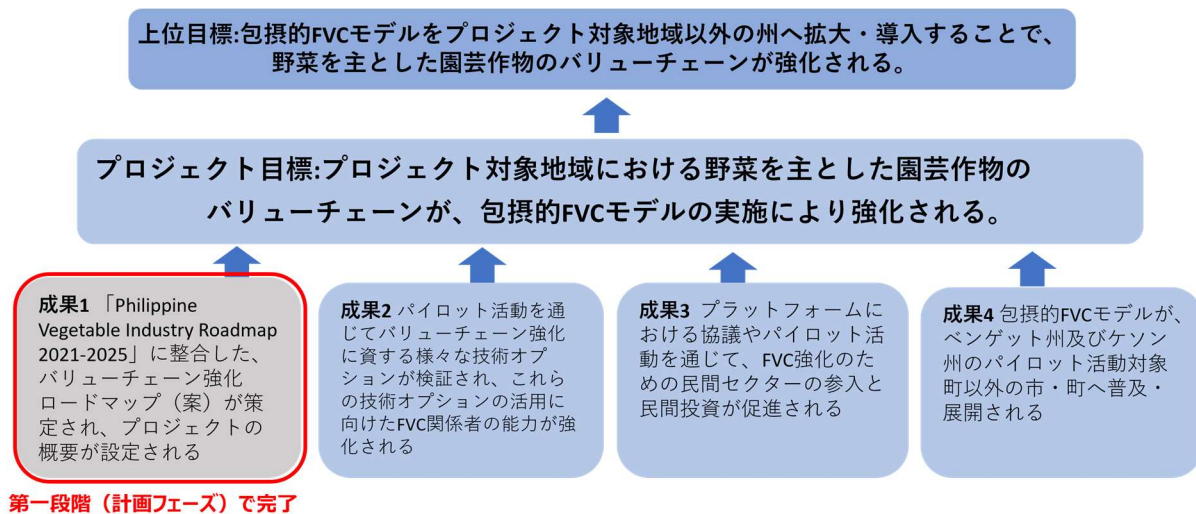 上位目標:包摂的FVCモデルをプロジェクト対象地域以外の州へ拡大・導入することで、
野菜を主とした園芸作物のバリューチェーンが強化される。
プロジェクト目標:プロジェクト対象地域における野菜を主とした園芸作物の
バリューチェーンが、包摂的FVCモデルの実施により強化される。
成果1 「Philippine
Vegetable Industry Roadmap
2021-2025」に整合した、
バリューチェーン強化
ロードマップ（案）が策
定され、プロジェクトの
概要が設定される
成果2 パイロット活動を通
じてバリューチェーン強化
に資する様々な技術オプ
ションが検証され、これら
の技術オプションの活用に
向けたFVC関係者の能力が強
化される
成果3 プラットフォームに
おける協議やパイロット活
動を通じて、FVC強化のた
めの民間セクターの参入と
民間投資が促進される
成果4 包摂的FVCモデルが、
ベンゲット州及びケソン
州のパイロット活動対象
町以外の市・町へ普及・
展開される
第一段階（計画フェーズ）で完了